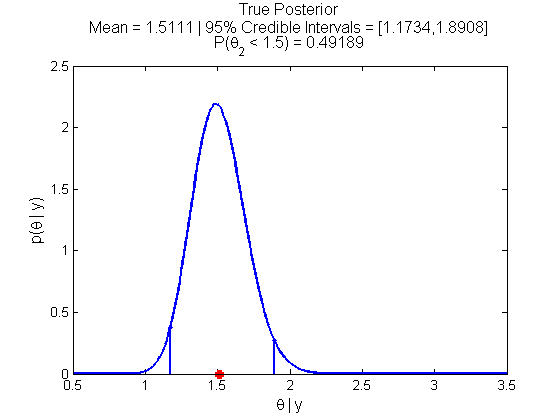 True Posterior
Mean = 1.5111 | 95% Credible Intervals = [1.1734,1.8908]
P(θ₂ < 1.5) = 0.49189
2.5
2
1.5
1
0.5
0
p(θ | y)
0.5 1 1.5 2 2.5 3 3.5
θ | y